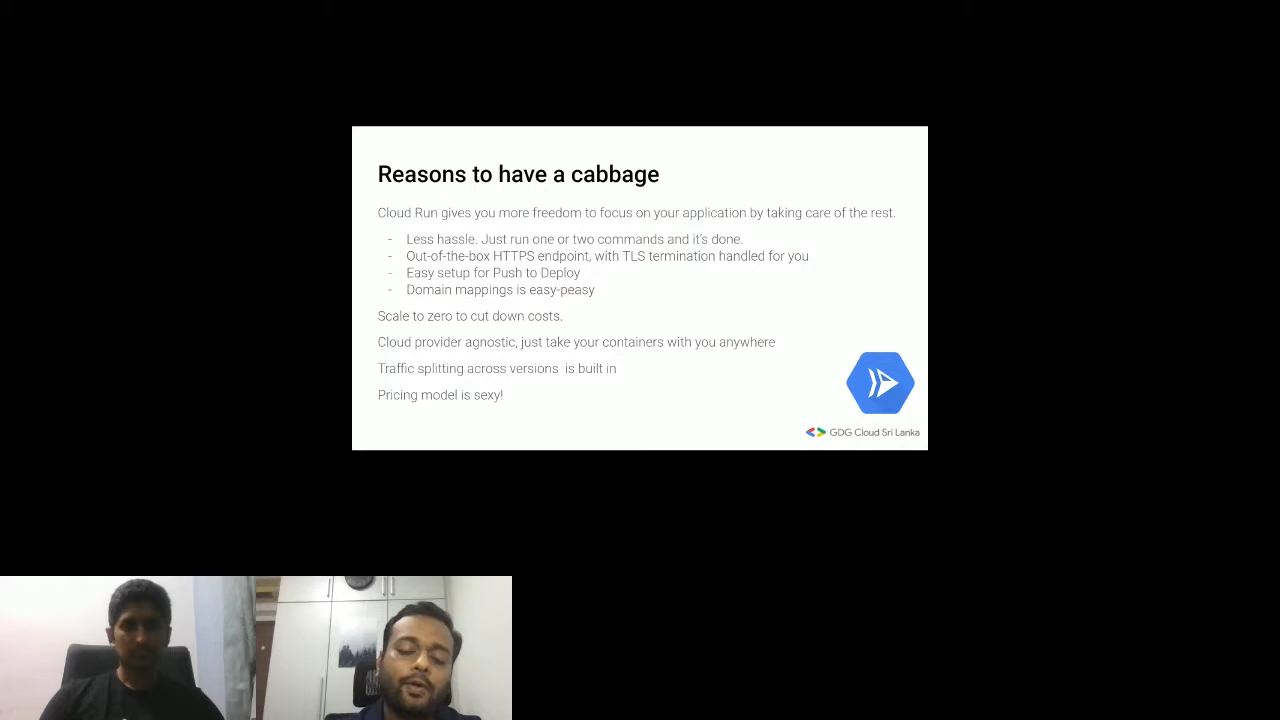 Reasons to have a cabbage
Cloud Run gives you more freedom to focus on your application by taking care of the rest.
- Less hassle. Just run one or two commands and it's done.
- Out-of-the-box HTTPS endpoint, with TLS termination handled for you
- Easy setup for Push to Deploy
- Domain mappings is easy-peasy
Scale to zero to cut down costs.
Cloud provider agnostic, just take your containers with you anywhere
Traffic splitting across versions is built in
Pricing model is sexy!
GDG Cloud Sri Lanka